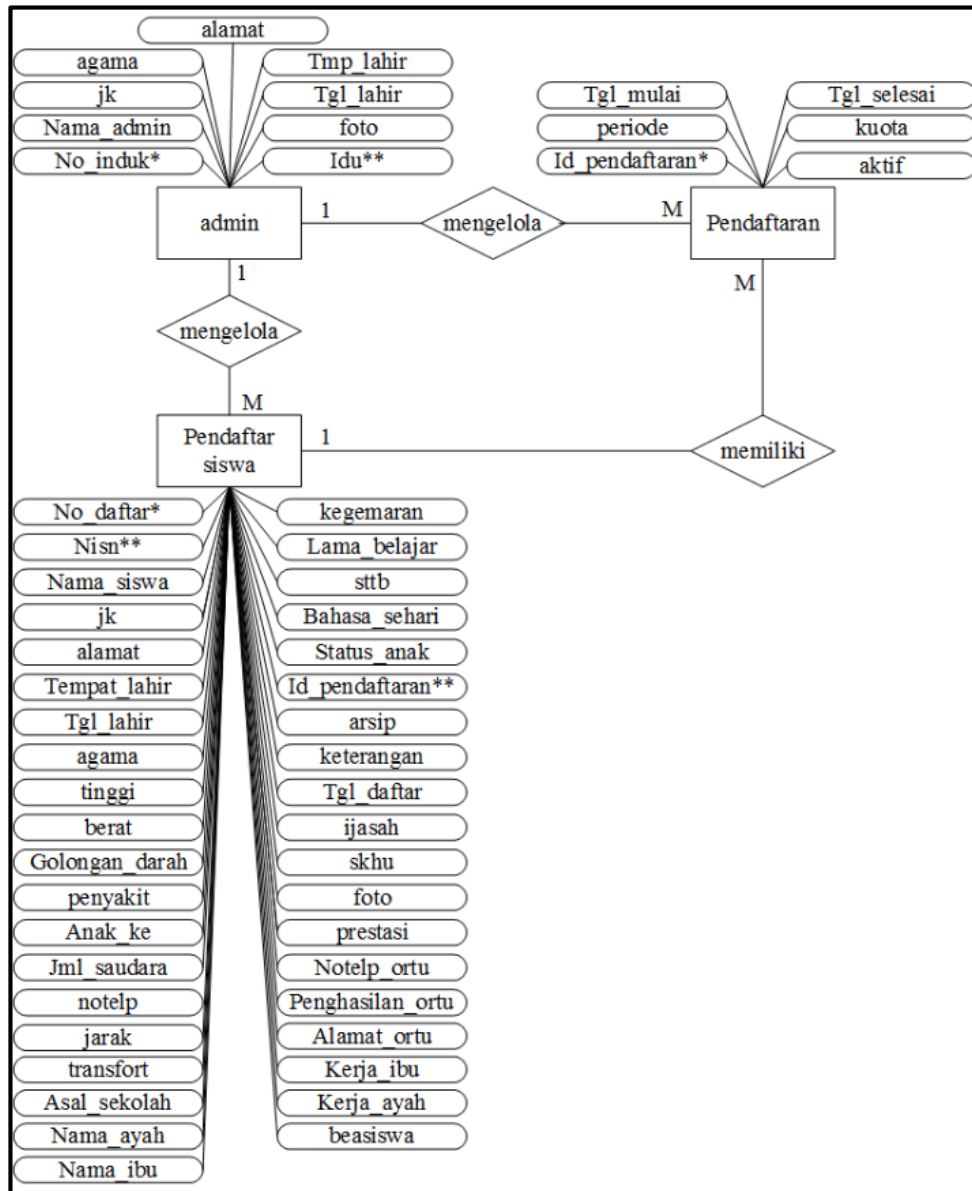 alamat
agama
Tmp_lahir
jk
Tgl_lahir
Nama_admin
foto
No_induk*
Idu**
Tgl_mulai
Tgl_selesai
periode
kuota
Id_pendaftaran*
aktif
admin
1
mengelola
M
Pendaftaran
1
M
mengelola
M
Pendaftar
siswa
1
memiliki
No_daftar*
kegemaran
Nisn**
Lama_belajar
Nama_siswa
sttb
jk
Bahasa_sehari
alamat
Status_anak
Tempat_lahir
Id_pendaftaran**
Tgl_lahir
arsip
agama
keterangan
tinggi
Tgl_daftar
berat
ijasah
Golongan_darah
skhu
penyakit
foto
Anak_ke
prestasi
Jml_saudara
Notelp_ortu
notelp
Penghasilan_ortu
jarak
Alamat_ortu
transfort
Kerja_ibu
Asal_sekolah
Kerja_ayah
Nama_ayah
beasiswa
Nama_ibu